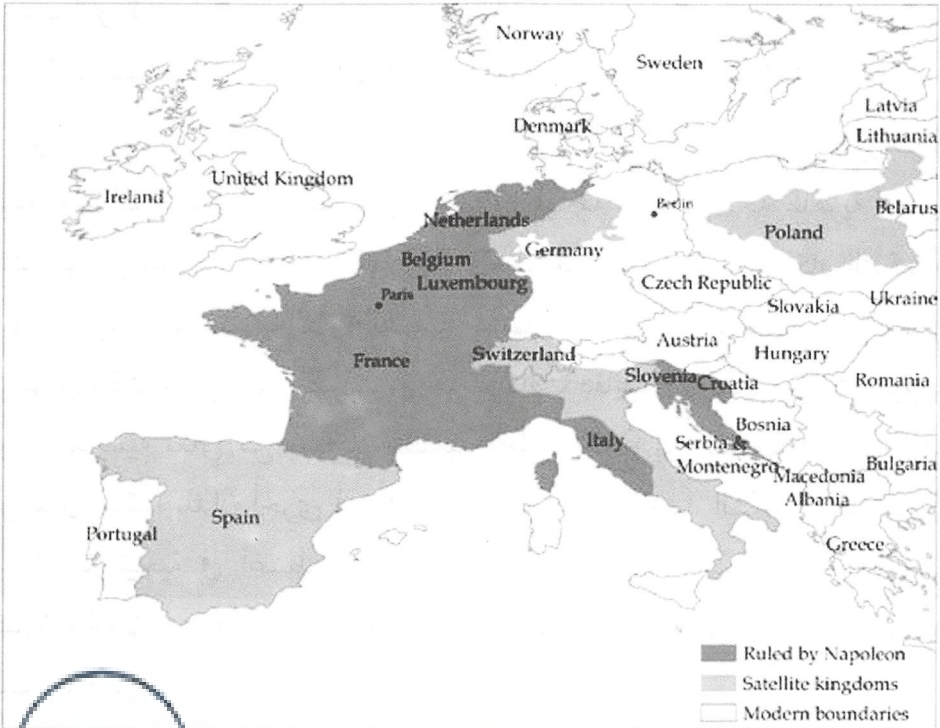 Norway
Sweden
Latvia
Denmark
Lithuania
United Kingdom
Ireland
Berlin
Belarus
Netherlands
Poland
Germany
Belgium
Luxembourg
Czech Republic
Paris
Slovakia
Ukraine
Austria
Switzerland
Hungary
France
Slovenia
Croatia
Romania
Bosnia
Italy
Serbia &
Montenegro
Bulgaria
Macedonia
Albania
Spain
Portugal
Greece
Ruled by Napoleon
Satellite kingdoms
Modern boundaries